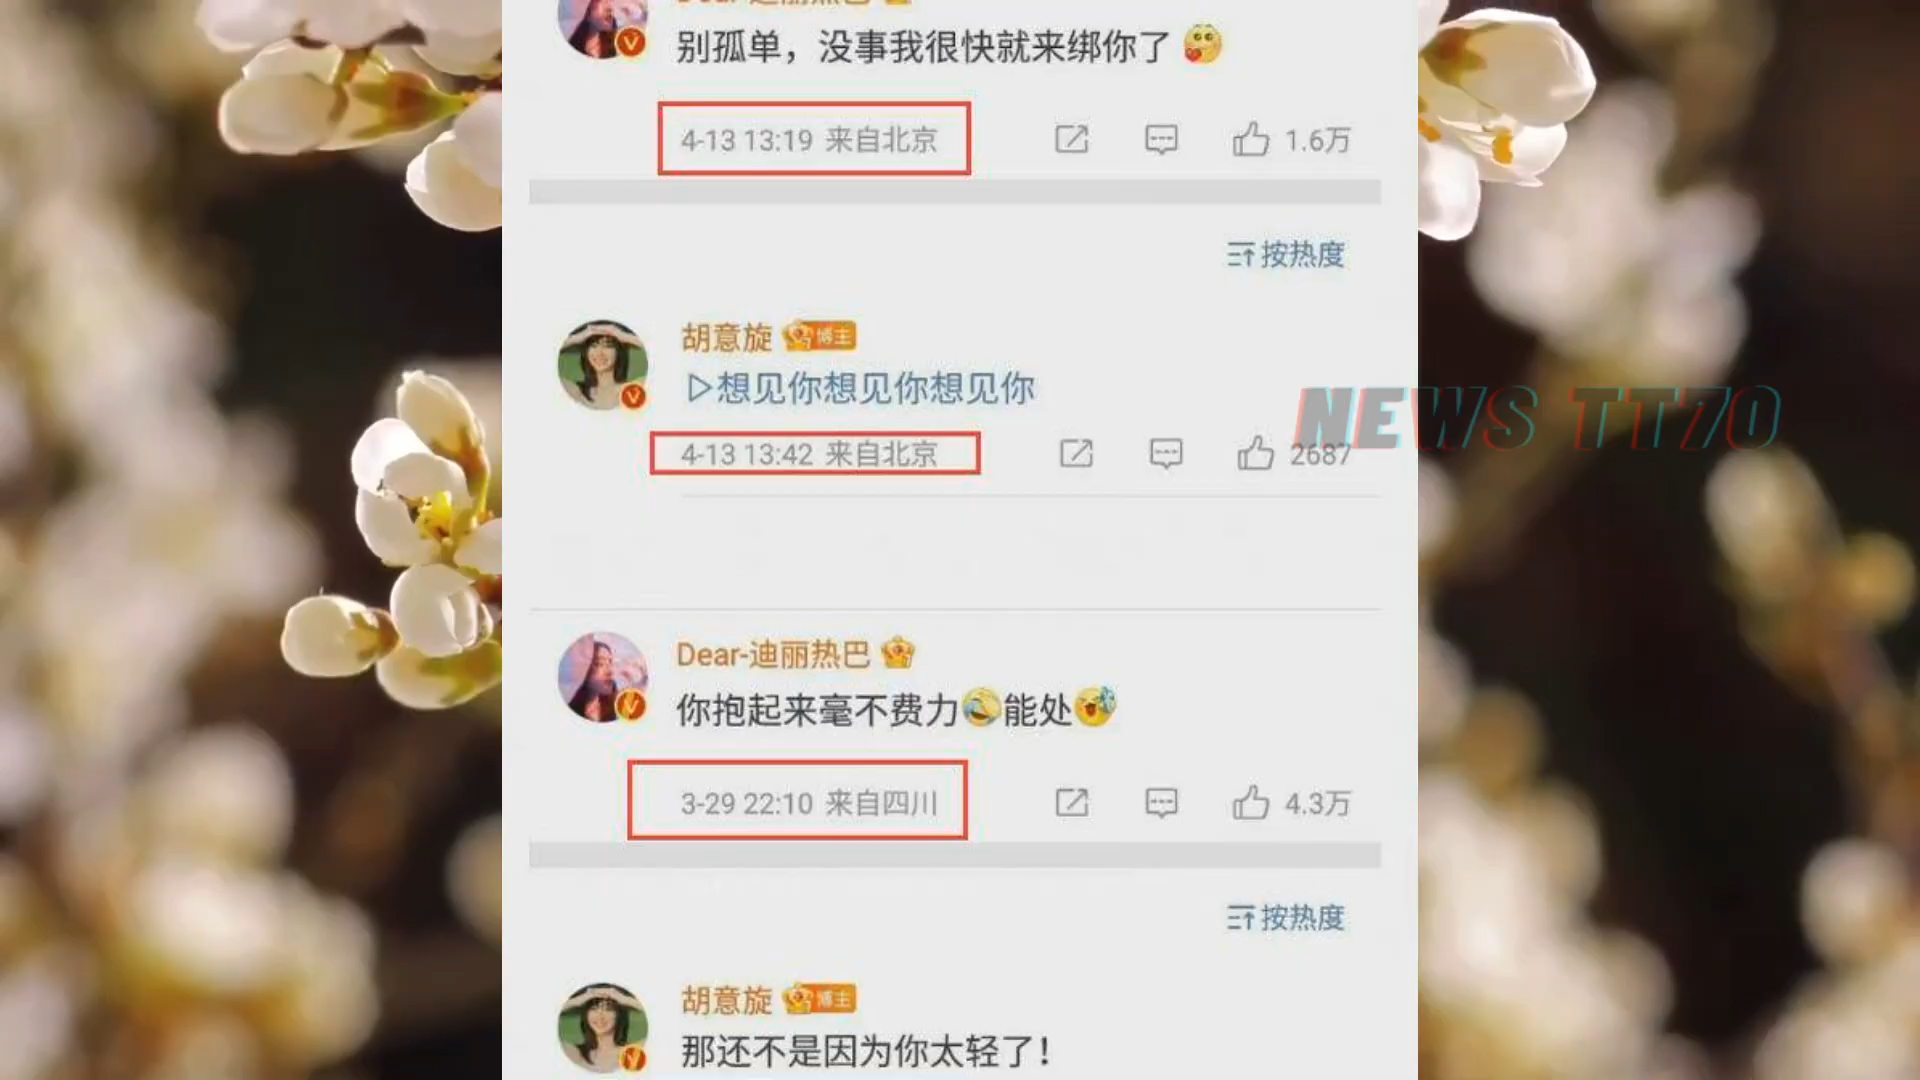 Dear-迪丽热巴
别孤单，没事我很快就来绑你了
4-13 13:19 来自北京
1.6万
按热度
胡意旋 博主
想见你想见你想见你
4-13 13:42 来自北京
2687
NEWS TT70
Dear-迪丽热巴
你抱起来毫不费力能处
3-29 22:10 来自四川
4.3万
按热度
胡意旋 博主
那还不是因为你太轻了！